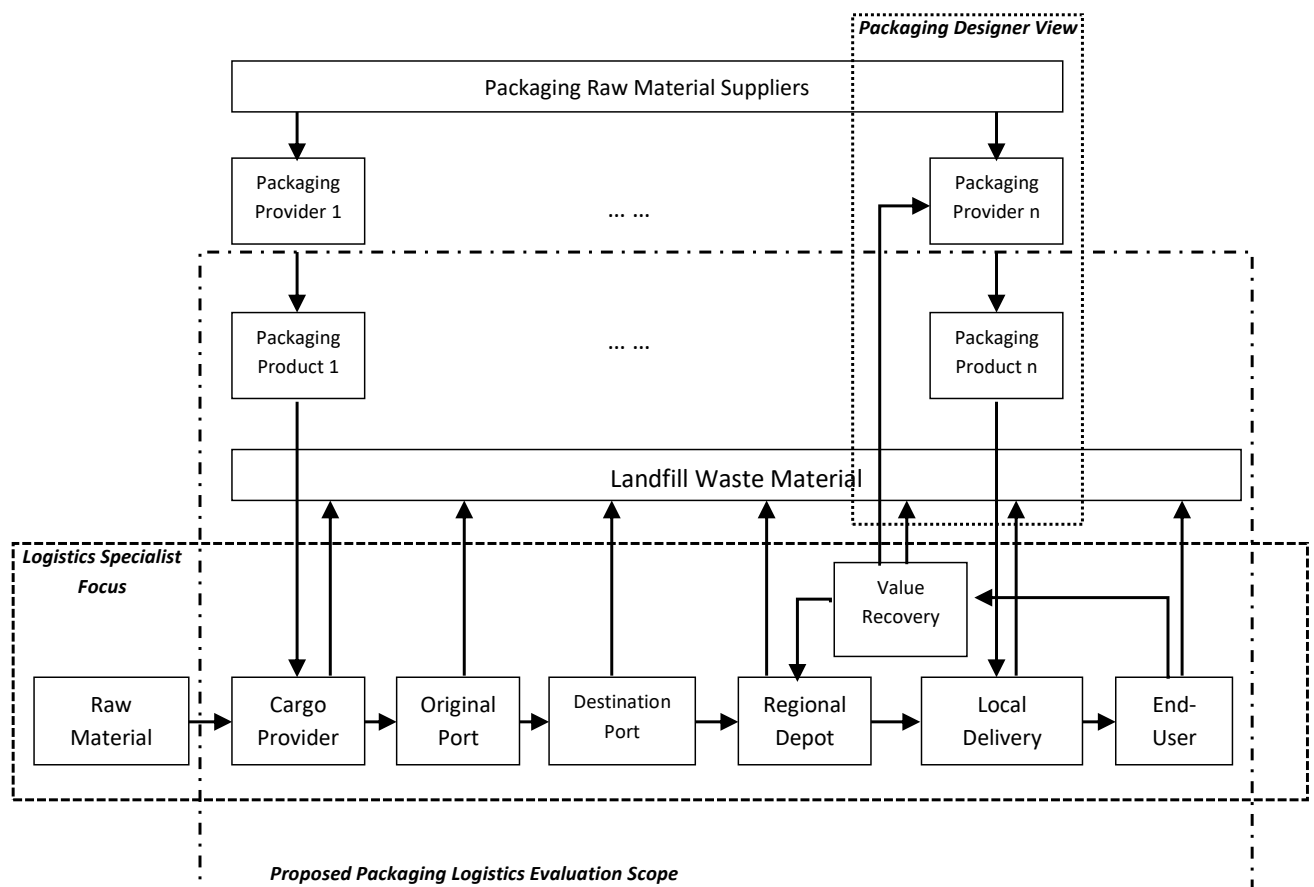 Packaging Designer View
Packaging Raw Material Suppliers
Packaging
Provider 1
... ...
Packaging
Provider n
Packaging
Product 1
... ...
Packaging
Product n
Landfill Waste Material
Logistics Specialist
Focus
Value
Recovery
Raw
Material
Cargo
Provider
Original
Port
Destination
Port
Regional
Depot
Local
Delivery
End-
User
Proposed Packaging Logistics Evaluation Scope